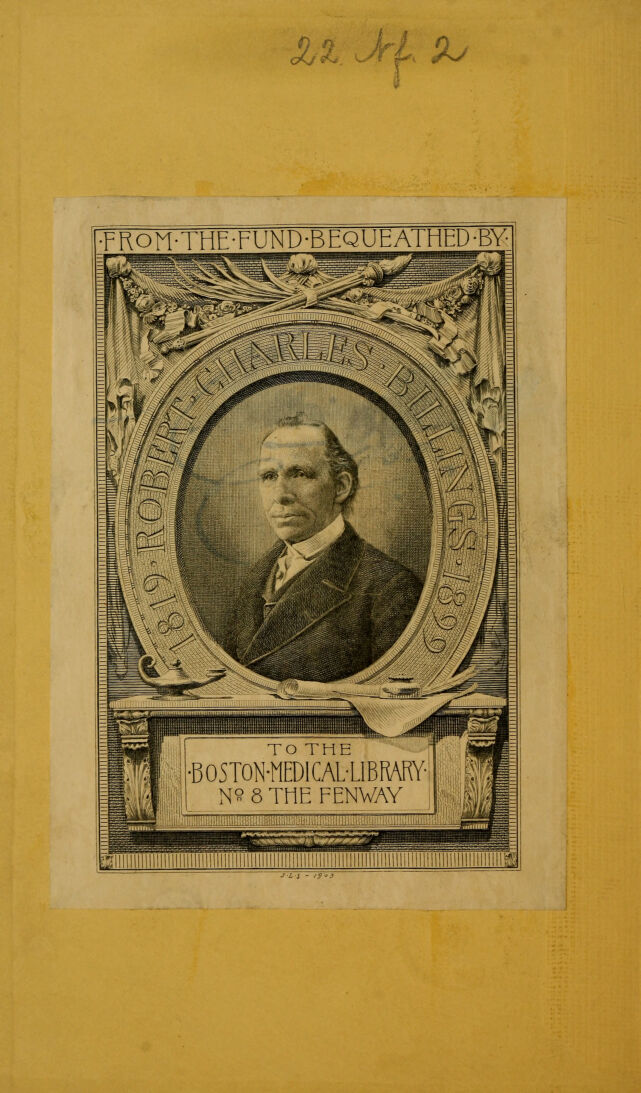 22. Nf. 2
·FROM·THE·FUND·BEQUEATHED·BY·
1819·ROBERT·CHARLES·BILLINGS·1899
TO THE
·BOSTON·MEDICAL·LIBRARY·
Nº 8 THE FENWAY
J·L·S - 1903